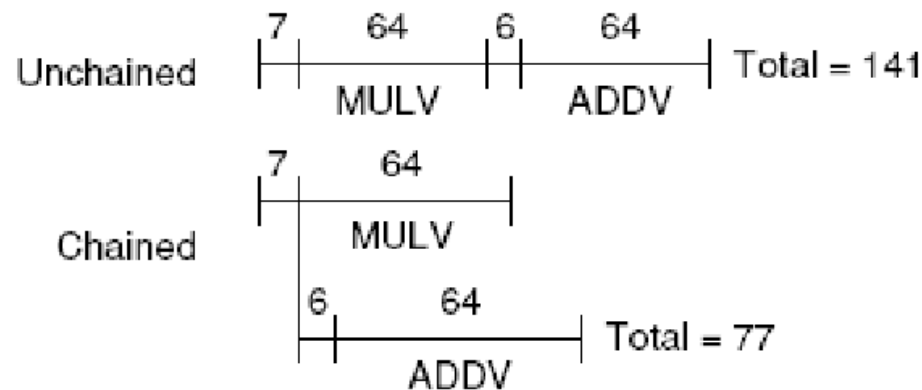 7 64 6 64
Unchained Total = 141
MULV ADDV
7 64
MULV
Chained
6 64
Total = 77
ADDV